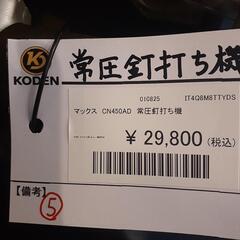 常圧釘打ち機
KODEN
010825 IT4Q8M8TTYDS
マックス CN450AD 常圧釘打ち機
¥29,800(税込)
【備考】
⑤